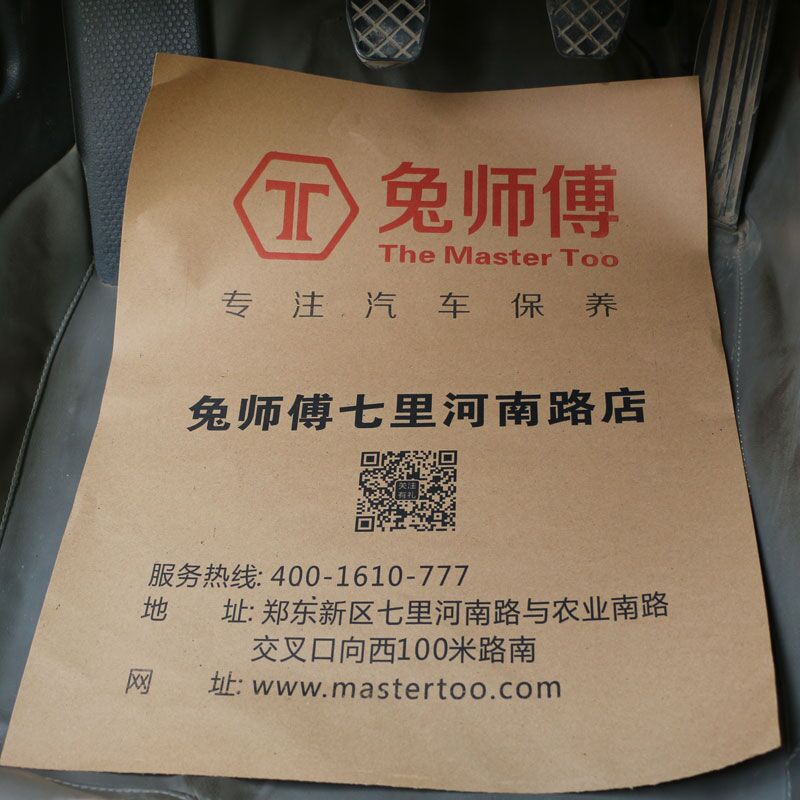 兔师傅
The Master Too
专注汽车保养
兔师傅七里河南路店
关注
有礼
服务热线: 400-1610-777
地 址: 郑东新区七里河南路与农业南路
交叉口向西100米路南
网 址: www.mastertoo.com